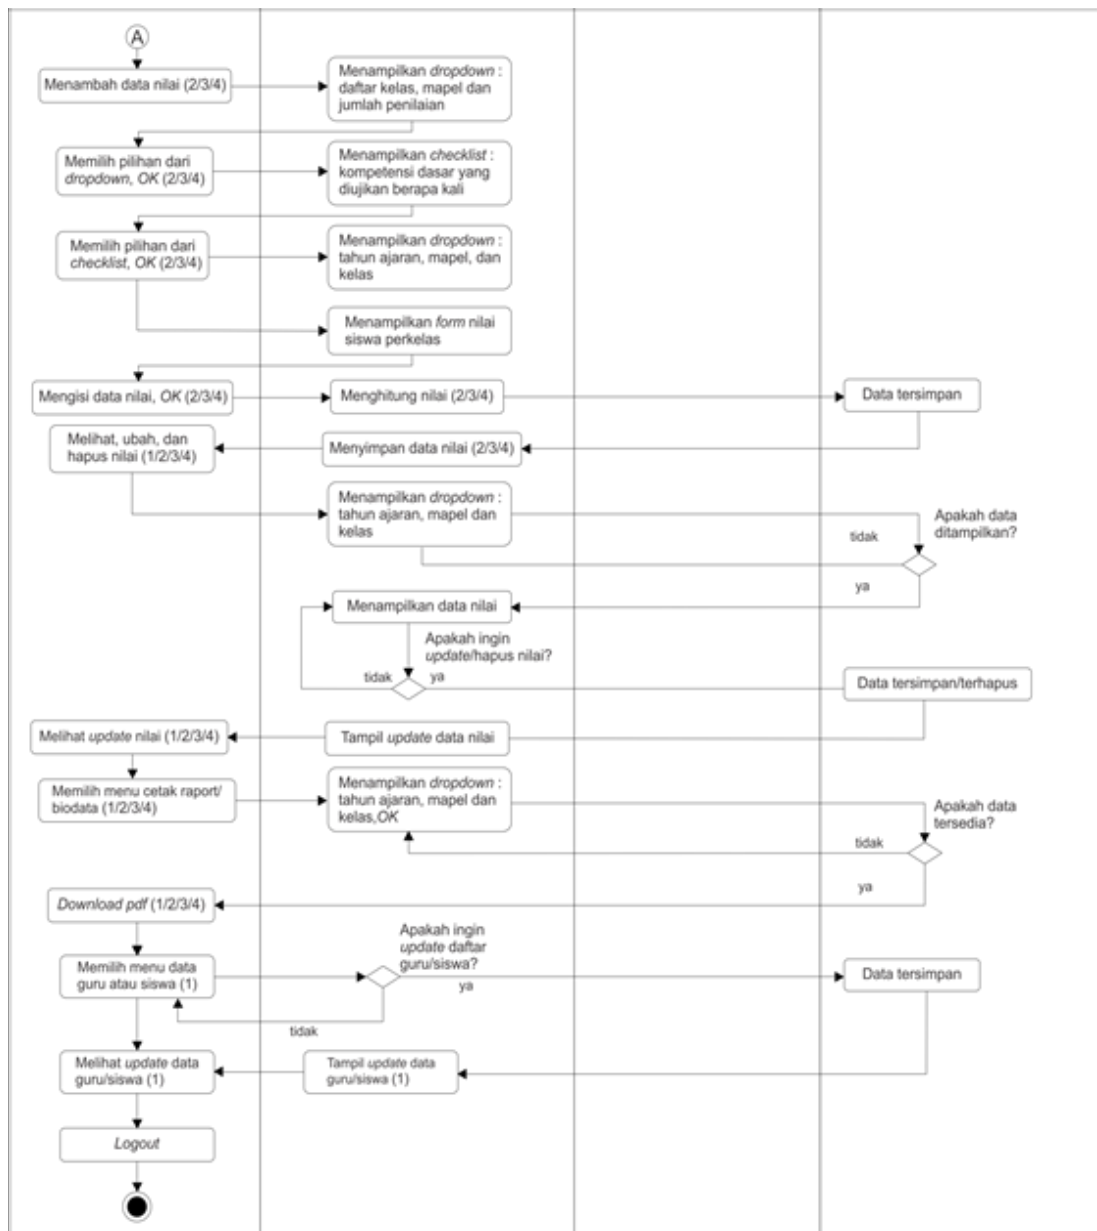 A
Menambah data nilai (2/3/4)
Menampilkan dropdown :
daftar kelas, mapel dan
jumlah penilaian
Memilih pilihan dari
dropdown, OK (2/3/4)
Menampilkan checklist :
kompetensi dasar yang
diujikan berapa kali
Memilih pilihan dari
checklist, OK (2/3/4)
Menampilkan dropdown :
tahun ajaran, mapel, dan
kelas
Menampilkan form nilai
siswa perkelas
Mengisi data nilai, OK (2/3/4)
Menghitung nilai (2/3/4)
Data tersimpan
Melihat, ubah, dan
hapus nilai (1/2/3/4)
Menyimpan data nilai (2/3/4)
Menampilkan dropdown :
tahun ajaran, mapel dan
kelas
Apakah data
ditampilkan?
tidak
ya
Menampilkan data nilai
Apakah ingin
update/hapus nilai?
tidak
ya
Data tersimpan/terhapus
Melihat update nilai (1/2/3/4)
Tampil update data nilai
Memilih menu cetak raport/
biodata (1/2/3/4)
Menampilkan dropdown :
tahun ajaran, mapel dan
kelas,OK
Apakah data
tersedia?
tidak
ya
Download pdf (1/2/3/4)
Apakah ingin
update daftar
guru/siswa?
Memilih menu data
guru atau siswa (1)
ya
Data tersimpan
tidak
Melihat update data
guru/siswa (1)
Tampil update data
guru/siswa (1)
Logout